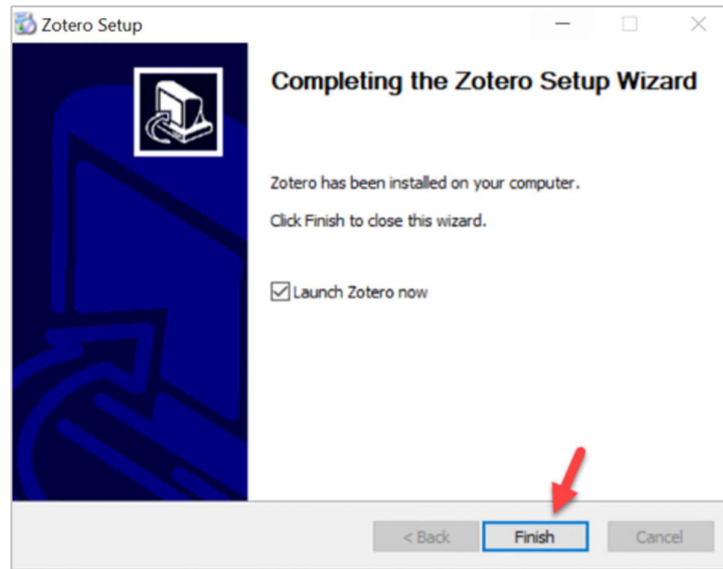 Zotero Setup
Completing the Zotero Setup Wizard
Zotero has been installed on your computer.
Click Finish to close this wizard.
Launch Zotero now
< Back
Finish
Cancel